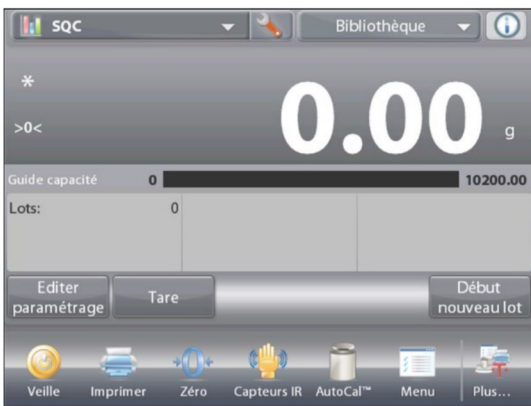 SQC
Bibliothèque
*
0.00
>0<
g
Guide capacité 0 10200.00
Lots: 0
Editer
paramétrage
Tare
Début
nouveau lot
Veille Imprimer Zéro Capteurs IR AutoCal™ Menu Plus...